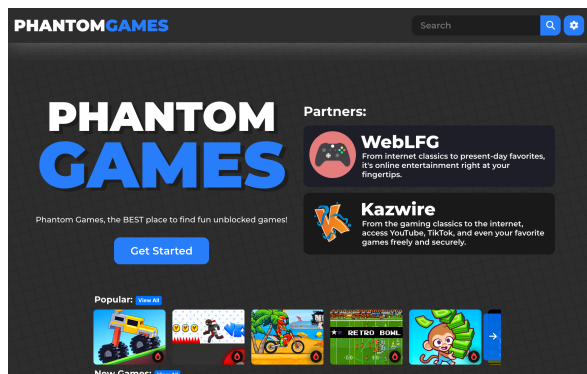 PHANTOMGAMES
Search
PHANTOM
GAMES
Phantom Games, the BEST place to find fun unblocked games!
Get Started
Partners:
WebLFG
From internet classics to present-day favorites,
it's online entertainment right at your
fingertips.
Kazwire
From the gaming classics to the internet,
access YouTube, TikTok, and even your favorite
games freely and securely.
Popular: View All
RETRO BOWL
New Games: View All